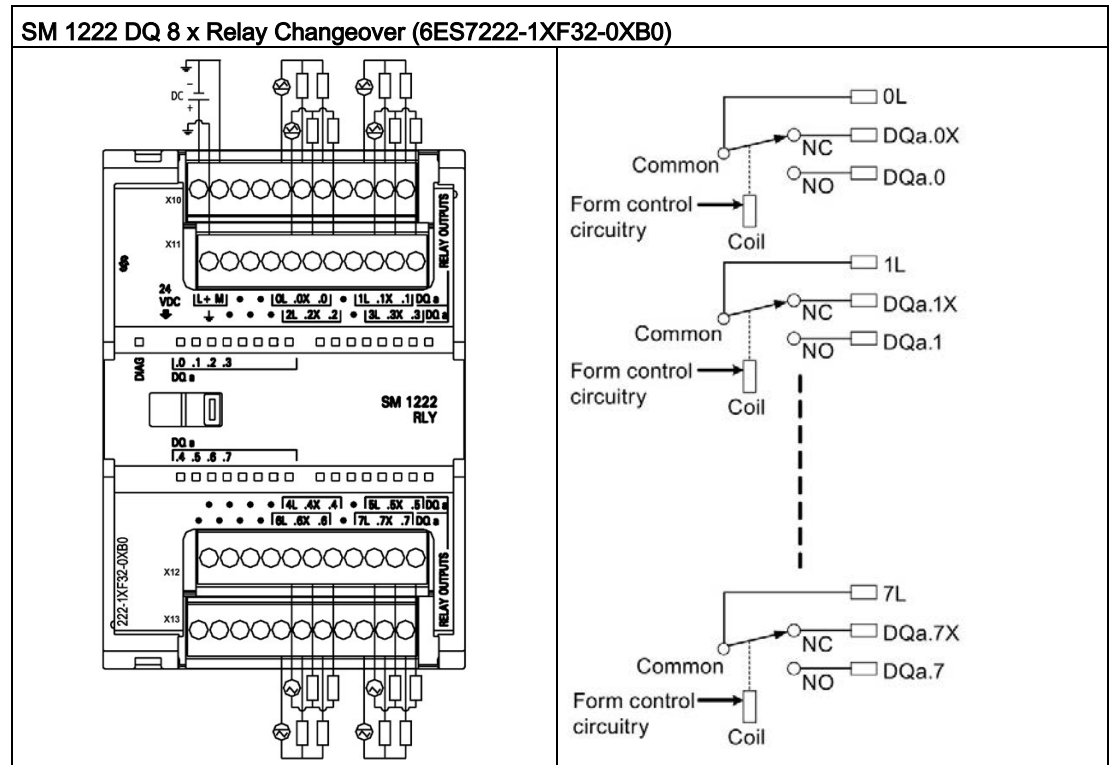 SM 1222 DQ 8 x Relay Changeover (6ES7222-1XF32-0XB0)
DC
−
+
X10
X11
RELAY OUTPUTS
24
VDC
L+ M • • 0L .0X .0 • 1L .1X .1 DQ a
• • • 2L .2X .2 • 3L .3X .3 DQ a
DIAG
.0 .1 .2 .3
DQ a
SM 1222
RLY
DQ a
.4 .5 .6 .7
• • • • 4L .4X .4 • 5L .5X .5 DQ a
• • • • 6L .6X .6 • 7L .7X .7 DQ a
222-1XF32-0XB0
X12
X13
RELAY OUTPUTS
0L
DQa.0X
NC
Common
DQa.0
NO
Form control
circuitry
Coil
1L
DQa.1X
NC
Common
DQa.1
NO
Form control
circuitry
Coil
7L
DQa.7X
NC
Common
DQa.7
NO
Form control
circuitry
Coil